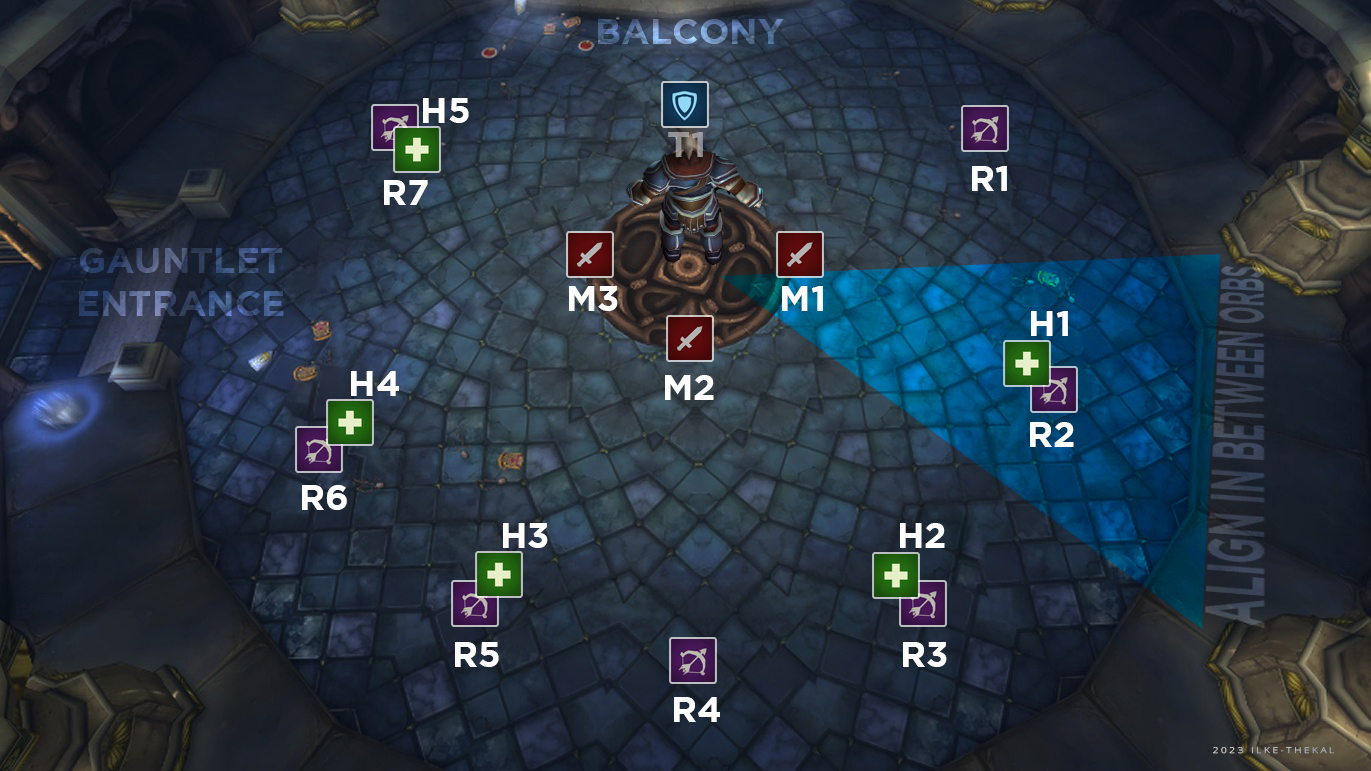 BALCONY
H5
T1
R1
R7
GAUNTLET
ENTRANCE
M3
M1
H1
M2
H4
R2
R6
H3
H2
R5
R3
R4
ALIGN IN BETWEEN ORBS
2023 ILKE-THEKAL